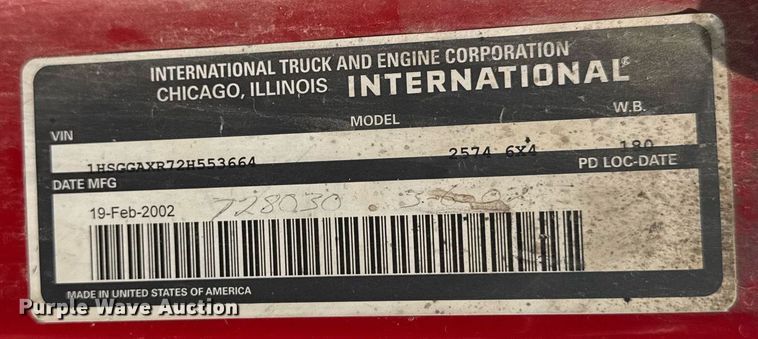 INTERNATIONAL TRUCK AND ENGINE CORPORATION
CHICAGO, ILLINOIS INTERNATIONAL
VIN MODEL W.B.
1HSGGAXR72H553664 2574 6X4 180
DATE MFG PD LOC-DATE
19-Feb-2002 T28030
MADE IN UNITED STATES OF AMERICA
Purple Wave Auction